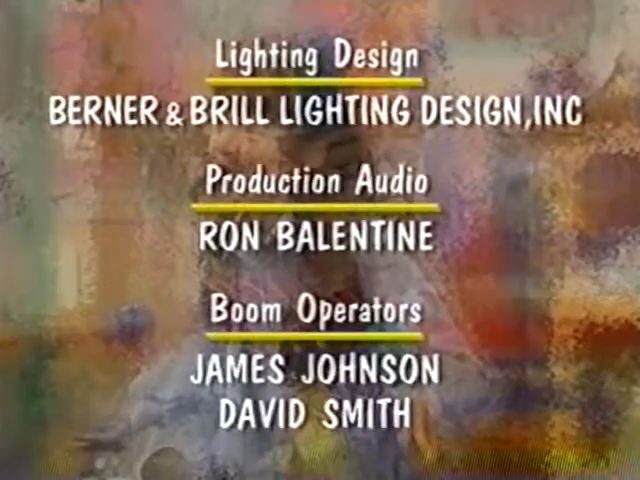 Lighting Design
BERNER & BRILL LIGHTING DESIGN,INC
Production Audio
RON BALENTINE
Boom Operators
JAMES JOHNSON
DAVID SMITH